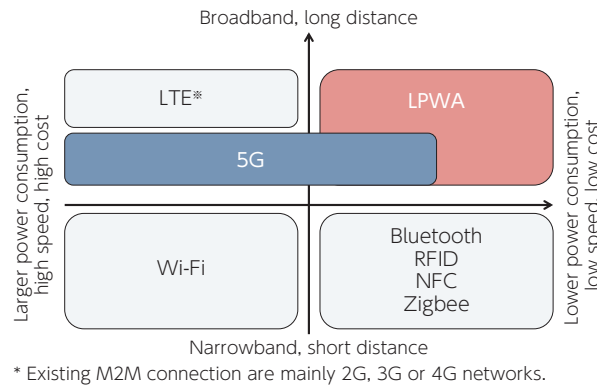 Broadband, long distance
Larger power consumption,
high speed, high cost
LTE※
LPWA
5G
Lower power consumption,
low speed, low cost
Wi-Fi
Bluetooth
RFID
NFC
Zigbee
Narrowband, short distance
* Existing M2M connection are mainly 2G, 3G or 4G networks.